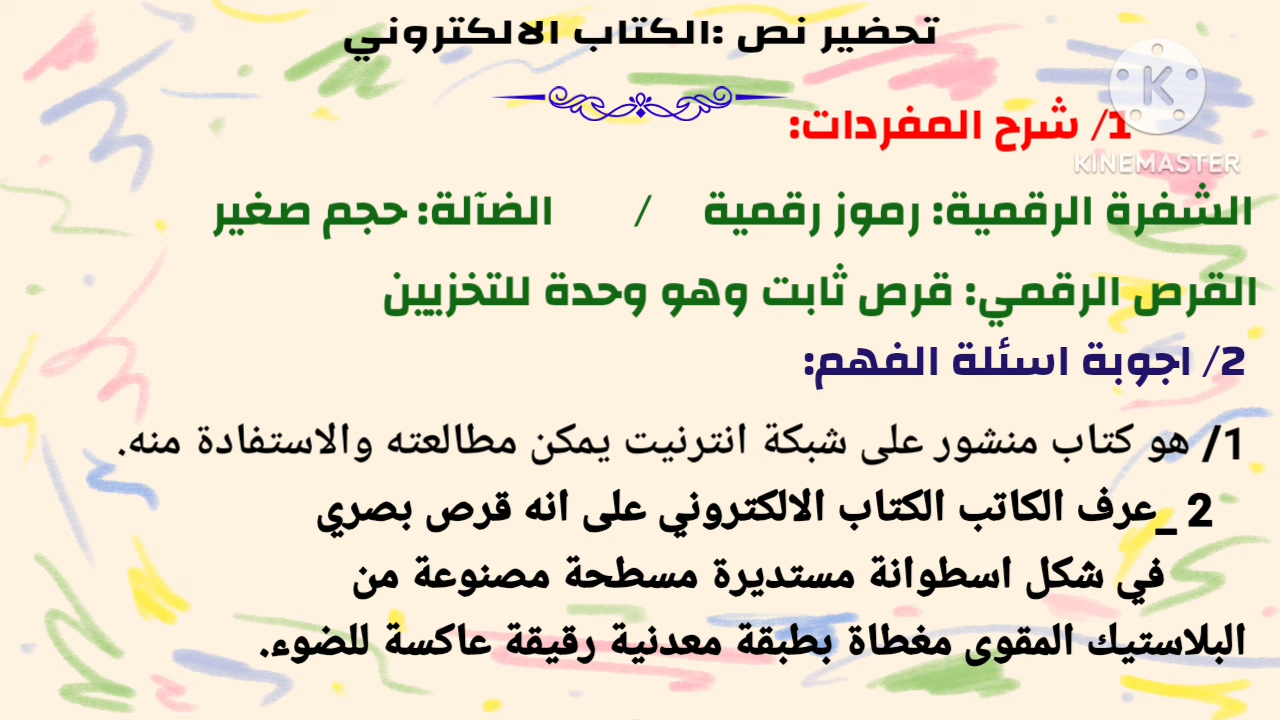 تحضير نص :الكتاب الالكتروني
1/ شرح المفردات:
KINEMASTER
الشفرة الرقمية: رموز رقمية / الضآلة: حجم صغير
القرص الرقمي: قرص ثابت وهو وحدة للتخزيين
2/ اجوبة اسئلة الفهم:
1/ هو كتاب منشور على شبكة انترنيت يمكن مطالعته والاستفادة منه.
2 _عرف الكاتب الكتاب الالكتروني على انه قرص بصري
في شكل اسطوانة مستديرة مسطحة مصنوعة من
البلاستيك المقوى مغطاة بطبقة معدنية رقيقة عاكسة للضوء.